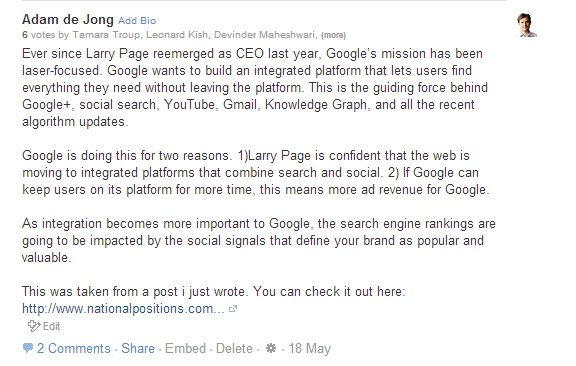 Adam de Jong Add Bio
6 votes by Tamara Troup, Leonard Kish, Devinder Maheshwari, (more)
Ever since Larry Page reemerged as CEO last year, Google's mission has been
laser-focused. Google wants to build an integrated platform that lets users find
everything they need without leaving the platform. This is the guiding force behind
Google+, social search, YouTube, Gmail, Knowledge Graph, and all the recent
algorithm updates.
Google is doing this for two reasons. 1)Larry Page is confident that the web is
moving to integrated platforms that combine search and social. 2) If Google can
keep users on its platform for more time, this means more ad revenue for Google.
As integration becomes more important to Google, the search engine rankings are
going to be impacted by the social signals that define your brand as popular and
valuable.
This was taken from a post i just wrote. You can check it out here:
http://www.nationalpositions.com...
Edit
2 Comments · Share · Embed · Delete · · 18 May